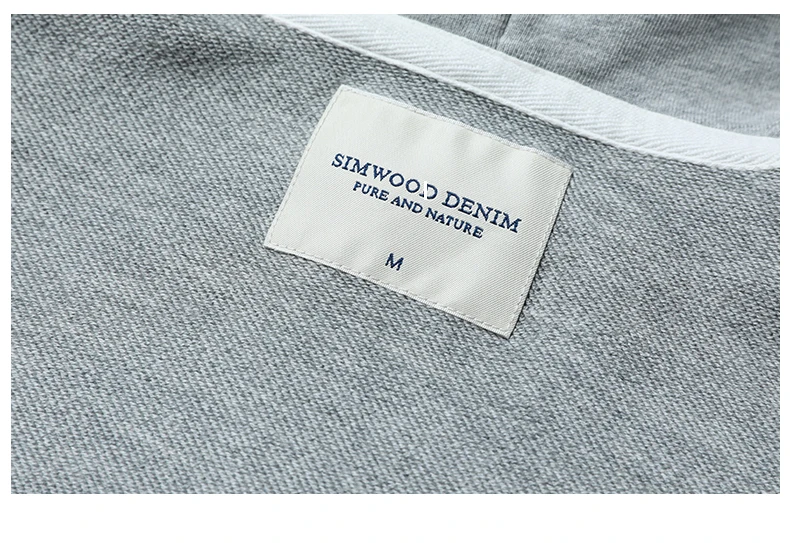 SIMWOOD DENIM
PURE AND NATURE
M